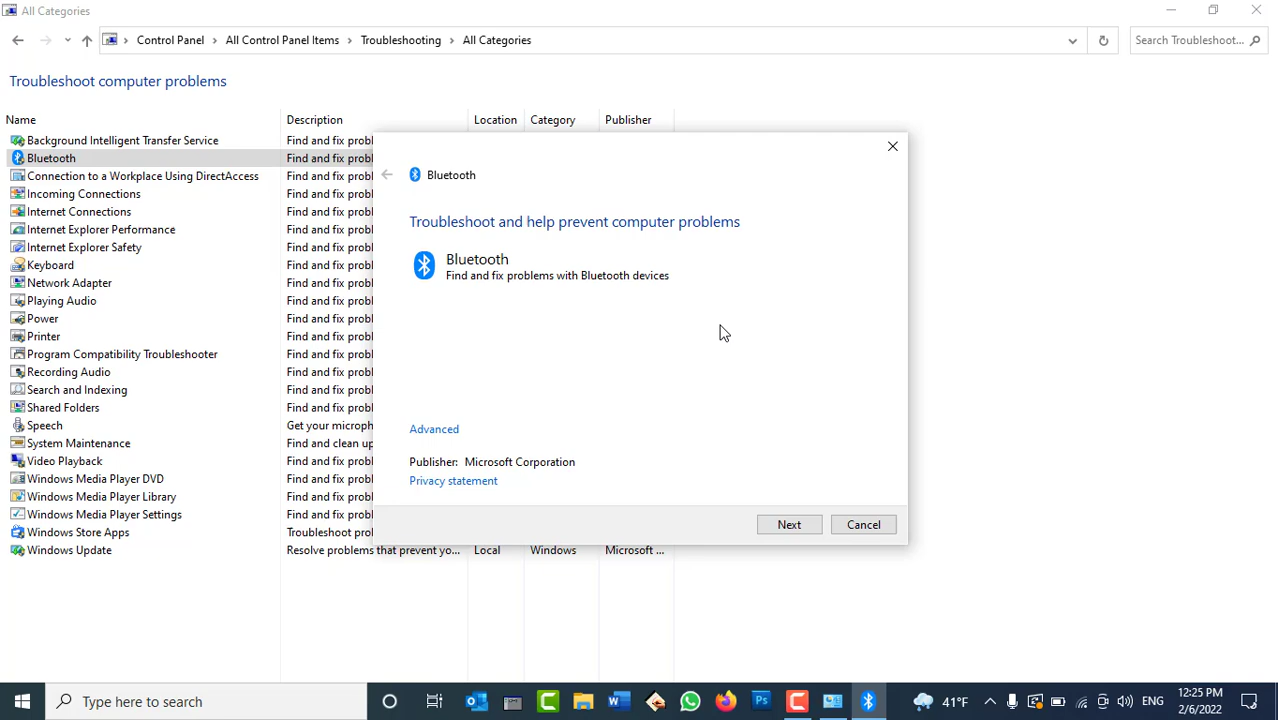 All Categories
Control Panel > All Control Panel Items > Troubleshooting > All Categories
Search Troubleshoot...
Troubleshoot computer problems
Name Description Location Category Publisher
Background Intelligent Transfer Service Find and fix probl
Bluetooth Find and fix probl
Connection to a Workplace Using DirectAccess Find and fix probl
Incoming Connections Find and fix probl
Internet Connections Find and fix probl
Internet Explorer Performance Find and fix probl
Internet Explorer Safety Find and fix probl
Keyboard Find and fix probl
Network Adapter Find and fix probl
Playing Audio Find and fix probl
Power Find and fix probl
Printer Find and fix probl
Program Compatibility Troubleshooter Find and fix probl
Recording Audio Find and fix probl
Search and Indexing Find and fix probl
Shared Folders Find and fix probl
Speech Get your microph
System Maintenance Find and clean up
Video Playback Find and fix probl
Windows Media Player DVD Find and fix probl
Windows Media Player Library Find and fix probl
Windows Media Player Settings Find and fix probl
Windows Store Apps Troubleshoot prol
Windows Update Resolve problems that prevent yo... Local Windows Microsoft ...
Bluetooth
Troubleshoot and help prevent computer problems
Bluetooth
Find and fix problems with Bluetooth devices
Advanced
Publisher: Microsoft Corporation
Privacy statement
Next Cancel
Type here to search
41°F
ENG
12:25 PM
2/6/2022